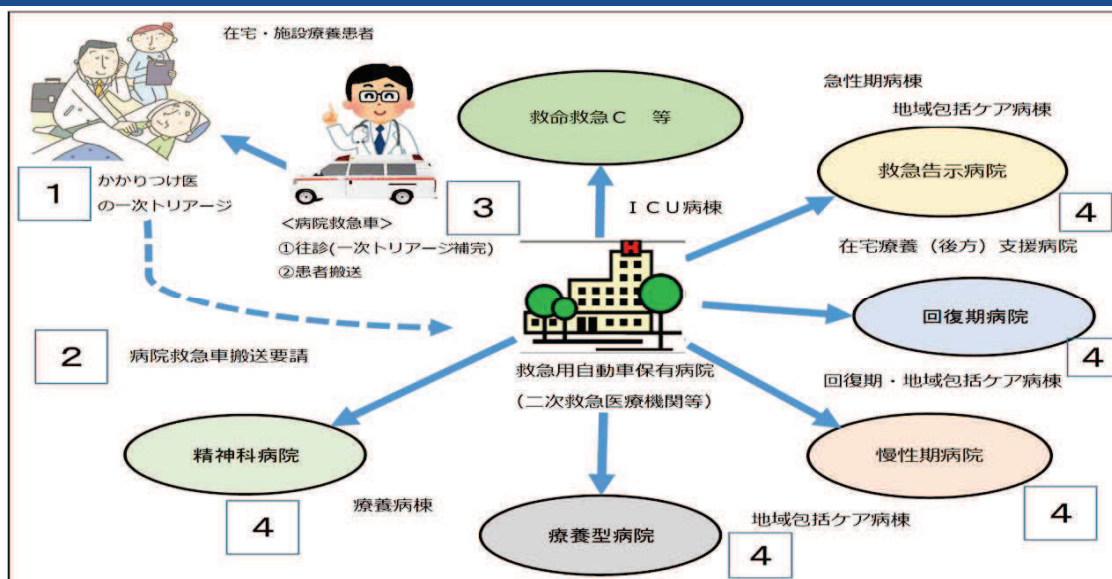 在宅・施設療養患者
1
かかりつけ医
の一次トリアージ
3
<病院救急車>
①往診(一次トリアージ補完)
②患者搬送
2
病院救急車搬送要請
救命救急C　等
ICU病棟
H
救急用自動車保有病院
(二次救急医療機関等)
急性期病棟
地域包括ケア病棟
救急告示病院
4
在宅療養（後方）支援病院
回復期病院
4
回復期・地域包括ケア病棟
慢性期病院
4
地域包括ケア病棟
療養型病院
4
療養病棟
精神科病院
4